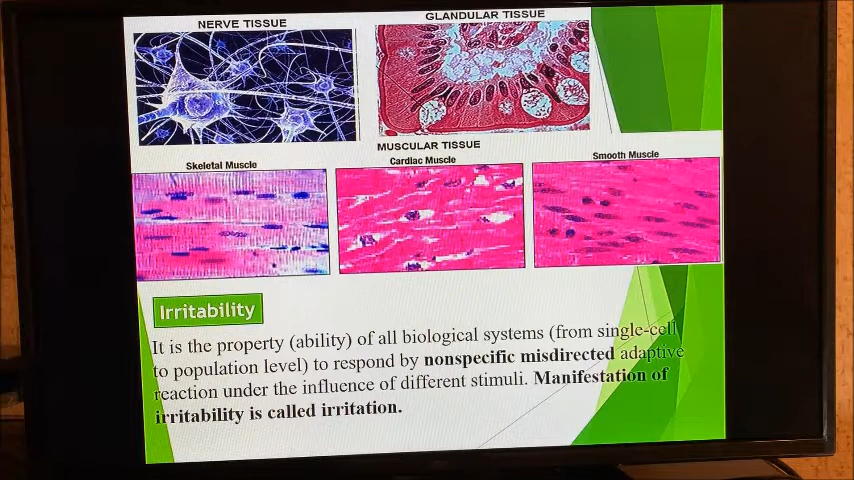 NERVE TISSUE
GLANDULAR TISSUE
MUSCULAR TISSUE
Skeletal Muscle
Cardiac Muscle
Smooth Muscle
Irritability
It is the property (ability) of all biological systems (from single-cell
to population level) to respond by nonspecific misdirected adaptive
reaction under the influence of different stimuli. Manifestation of
irritability is called irritation.